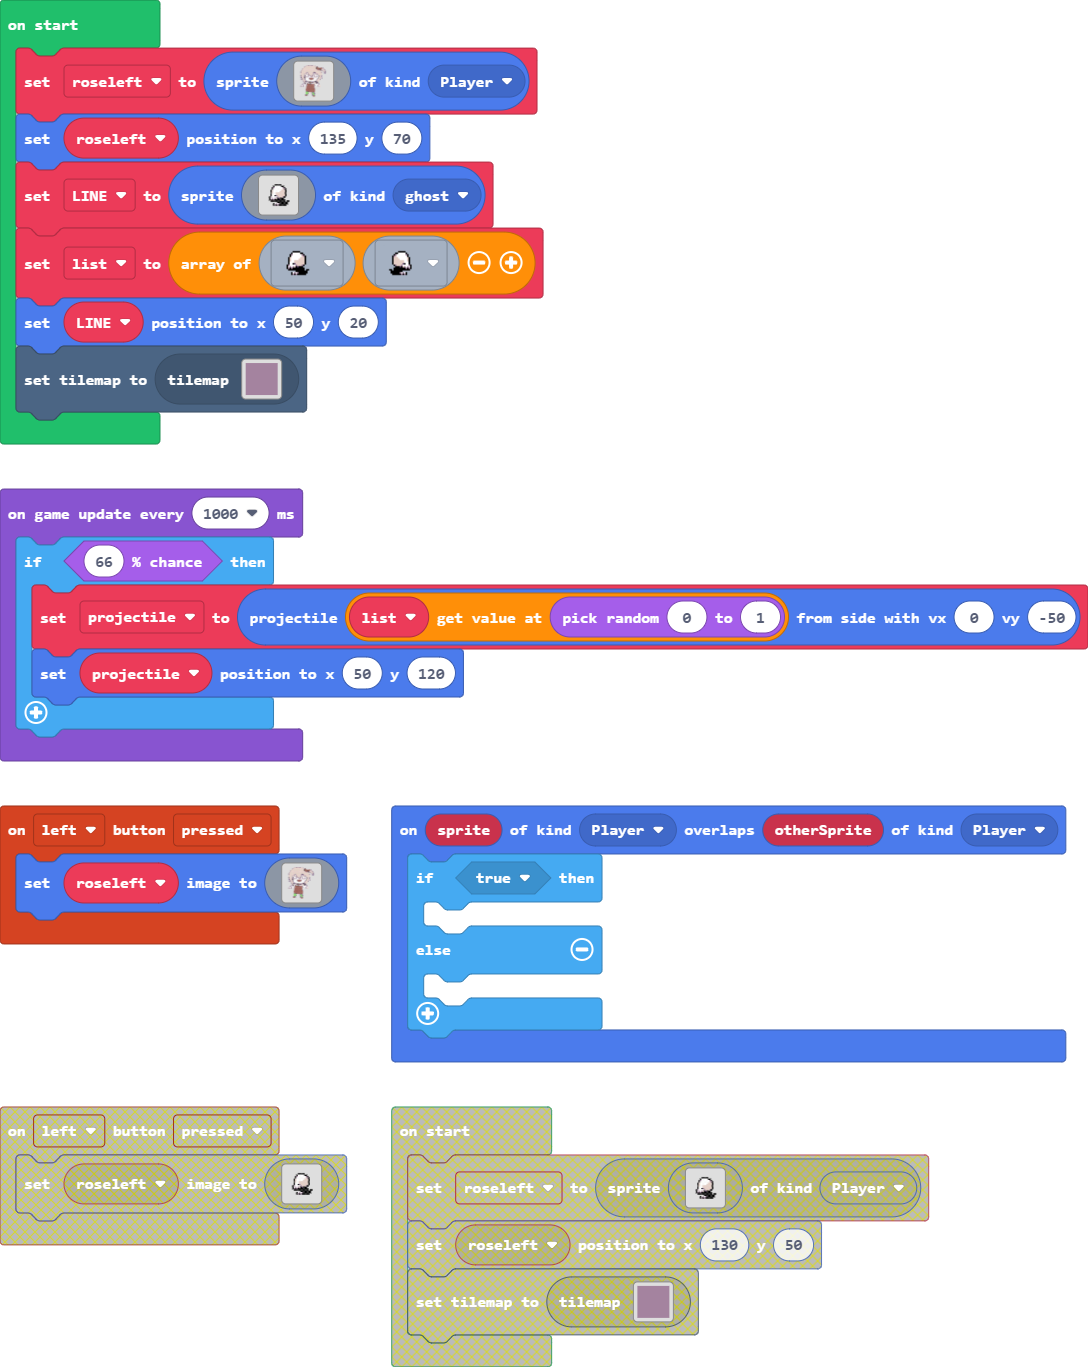 on start
set roseleft to sprite of kind Player
set roseleft position to x 135 y 70
set LINE to sprite of kind ghost
set list to array of
set LINE position to x 50 y 20
set tilemap to tilemap
on game update every 1000 ms
if 66 % chance then
set projectile to projectile list get value at pick random 0 to 1 from side with vx 0 vy -50
set projectile position to x 50 y 120
on left button pressed
set roseleft image to
on sprite of kind Player overlaps otherSprite of kind Player
if true then
else
on left button pressed
set roseleft image to
on start
set roseleft to sprite of kind Player
set roseleft position to x 130 y 50
set tilemap to tilemap